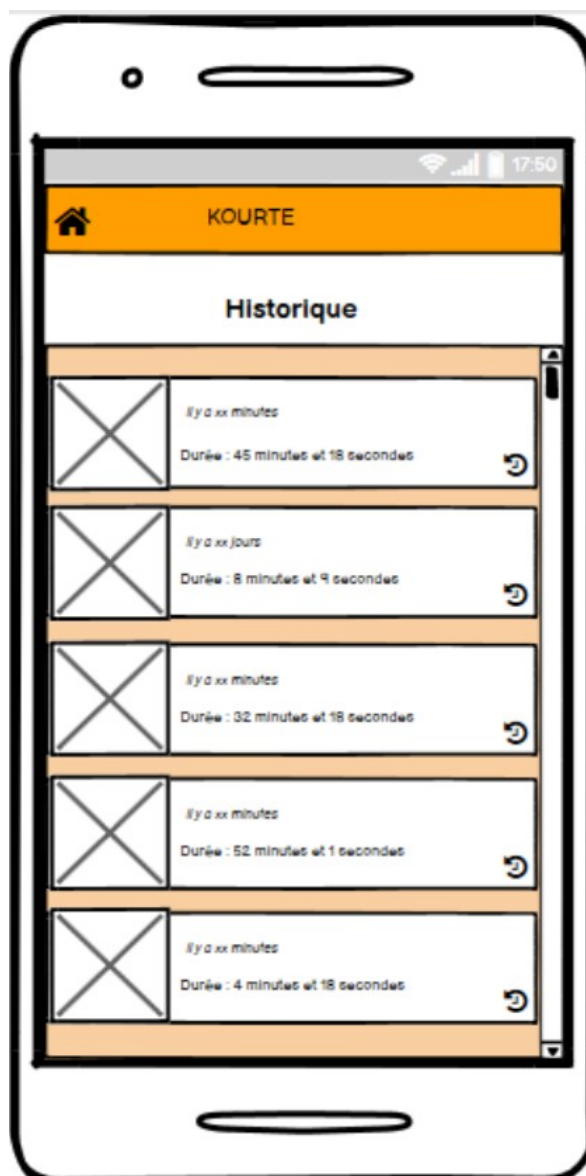 17:50
KOURTE
Historique
Il y a xx minutes
Durée : 45 minutes et 18 secondes
Il y a xx jours
Durée : 8 minutes et 9 secondes
Il y a xx minutes
Durée : 32 minutes et 18 secondes
Il y a xx minutes
Durée : 52 minutes et 1 secondes
Il y a xx minutes
Durée : 4 minutes et 18 secondes